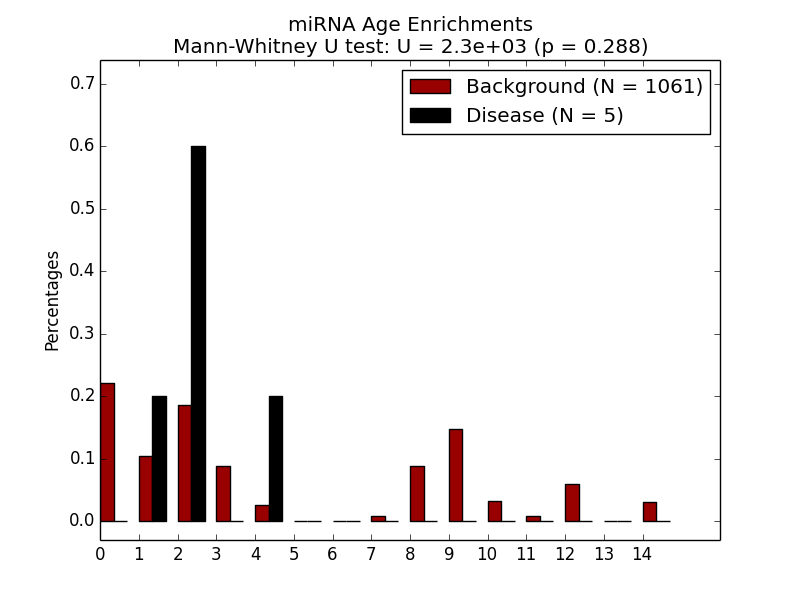 miRNA Age Enrichments
Mann-Whitney U test: U = 2.3e+03 (p = 0.288)
Background (N = 1061)
Disease (N = 5)
Percentages
0.7
0.6
0.5
0.4
0.3
0.2
0.1
0.0
0 1 2 3 4 5 6 7 8 9 10 11 12 13 14